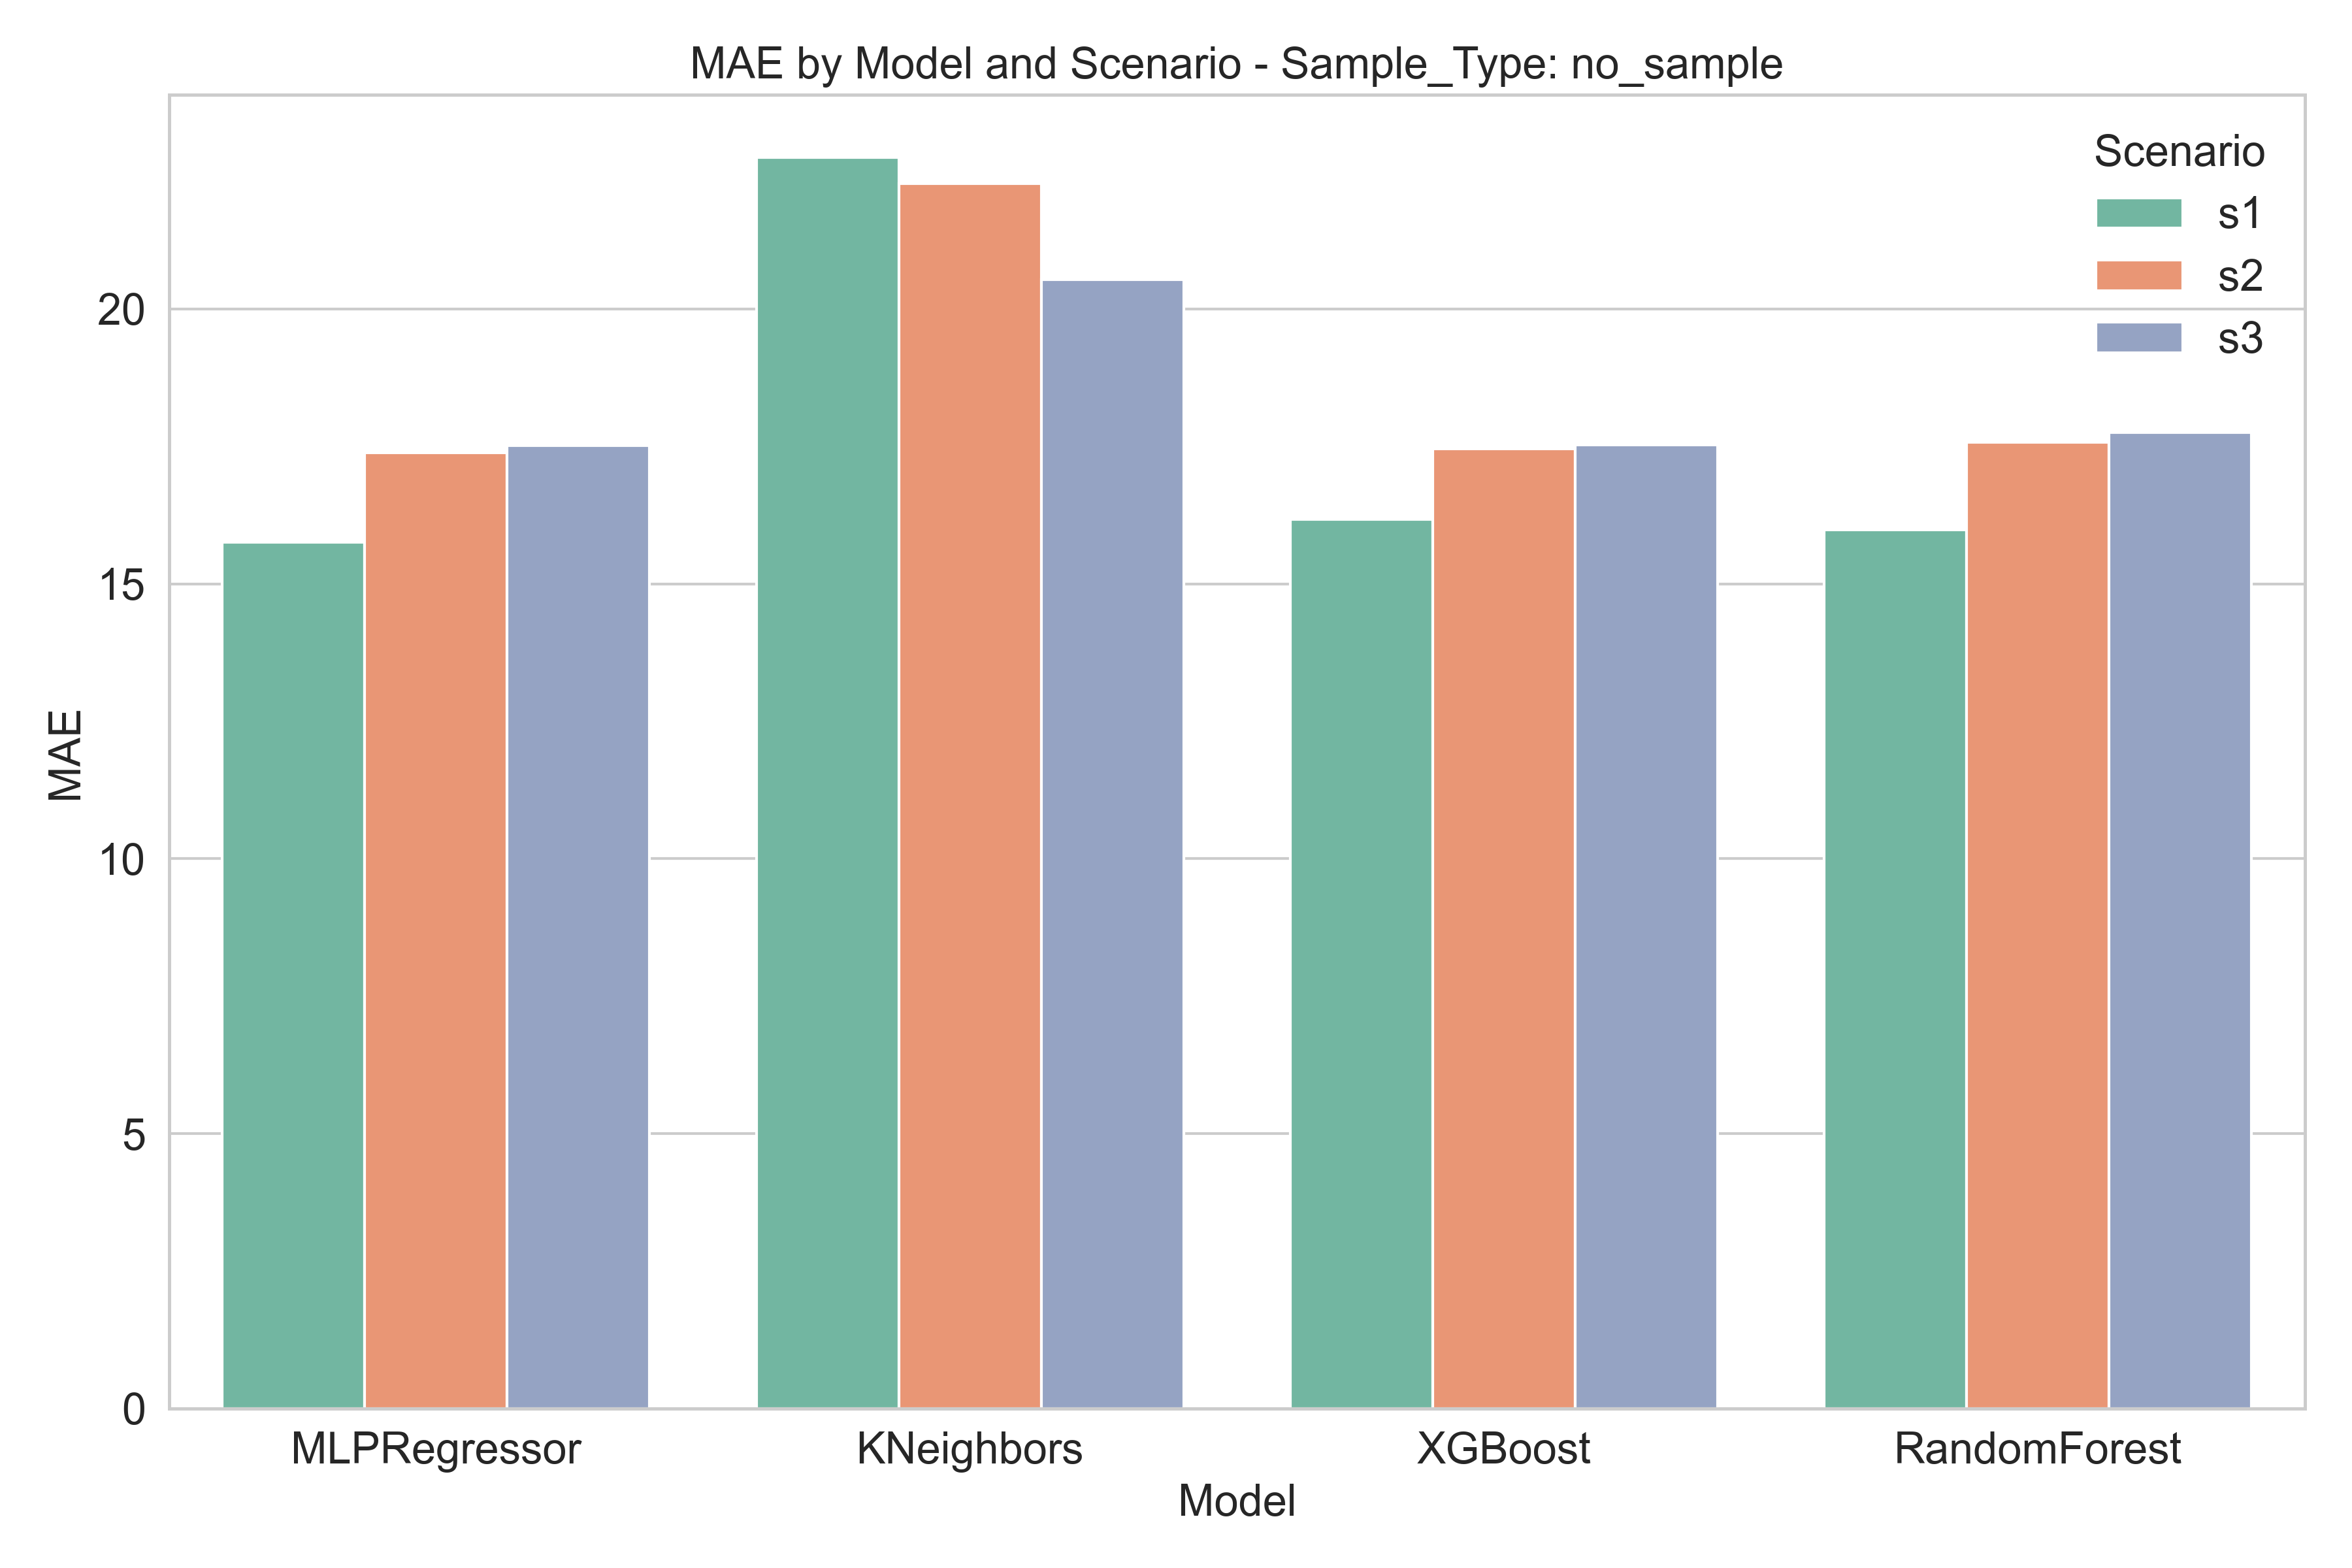 MAE by Model and Scenario - Sample_Type: no_sample
Scenario
s1
s2
s3
MAE
20
15
10
5
0
MLPRegressor
KNeighbors
XGBoost
RandomForest
Model